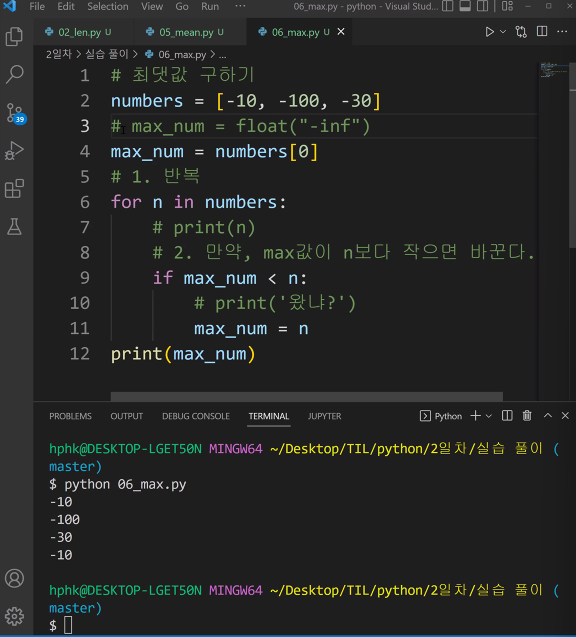 File Edit Selection View Go Run ··· 06_max.py - python - Visual Stud...
02_len.py U 05_mean.py U 06_max.py U
2일차 > 실습 풀이 > 06_max.py > ...
1 # 최댓값 구하기
2 numbers = [-10, -100, -30]
3 # max_num = float("-inf")
4 max_num = numbers[0]
5 # 1. 반복
6 for n in numbers:
7 # print(n)
8 # 2. 만약, max값이 n보다 작으면 바꾼다.
9 if max_num < n:
10 # print('왔냐?')
11 max_num = n
12 print(max_num)
39
PROBLEMS OUTPUT DEBUG CONSOLE TERMINAL JUPYTER Python
hphk@DESKTOP-LGET50N MINGW64 ~/Desktop/TIL/python/2일차/실습 풀이 (
master)
$ python 06_max.py
-10
-100
-30
-10
hphk@DESKTOP-LGET50N MINGW64 ~/Desktop/TIL/python/2일차/실습 풀이 (
master)
$